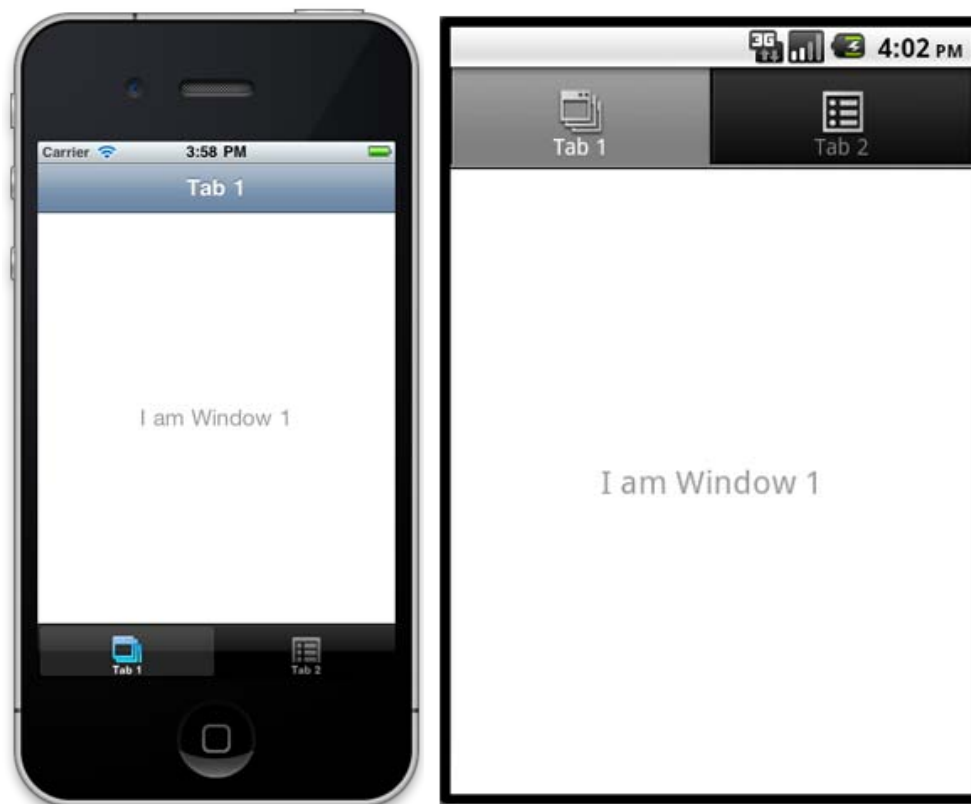 Carrier 3:58 PM
Tab 1
I am Window 1
Tab 1 Tab 2
3G 4:02 PM
Tab 1 Tab 2
I am Window 1